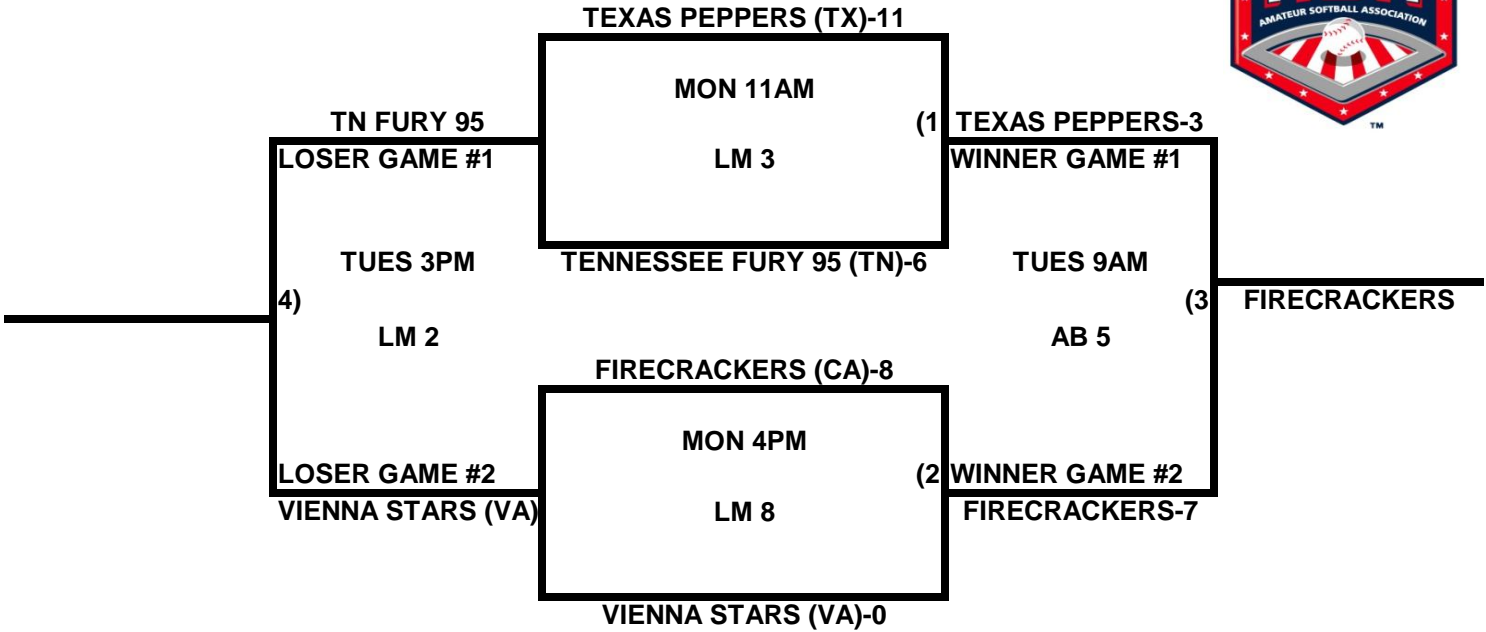 TEXAS PEPPERS (TX)-11
AMATEUR SOFTBALL ASSOCIATION
TM
MON 11AM
TN FURY 95
(1
TEXAS PEPPERS-3
LOSER GAME #1
LM 3
WINNER GAME #1
TUES 3PM
TENNESSEE FURY 95 (TN)-6
TUES 9AM
4)
(3
FIRECRACKERS
LM 2
AB 5
FIRECRACKERS (CA)-8
MON 4PM
LOSER GAME #2
(2
WINNER GAME #2
VIENNA STARS (VA)
LM 8
FIRECRACKERS-7
VIENNA STARS (VA)-0